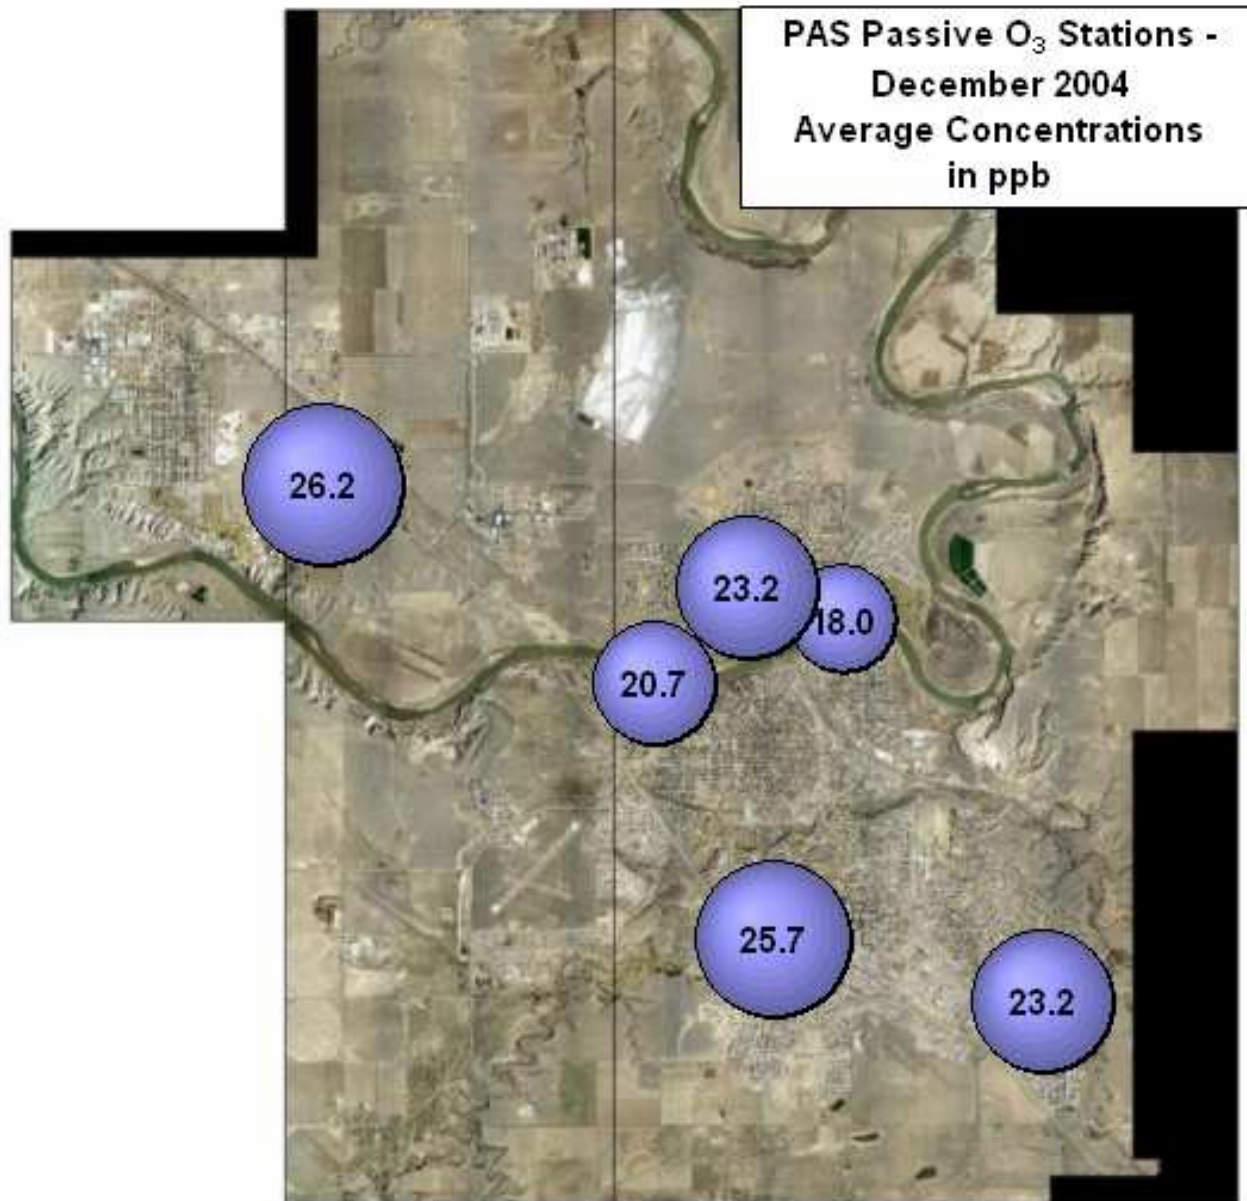 PAS Passive O₃ Stations -
December 2004
Average Concentrations
in ppb
26.2
23.2
18.0
20.7
25.7
23.2